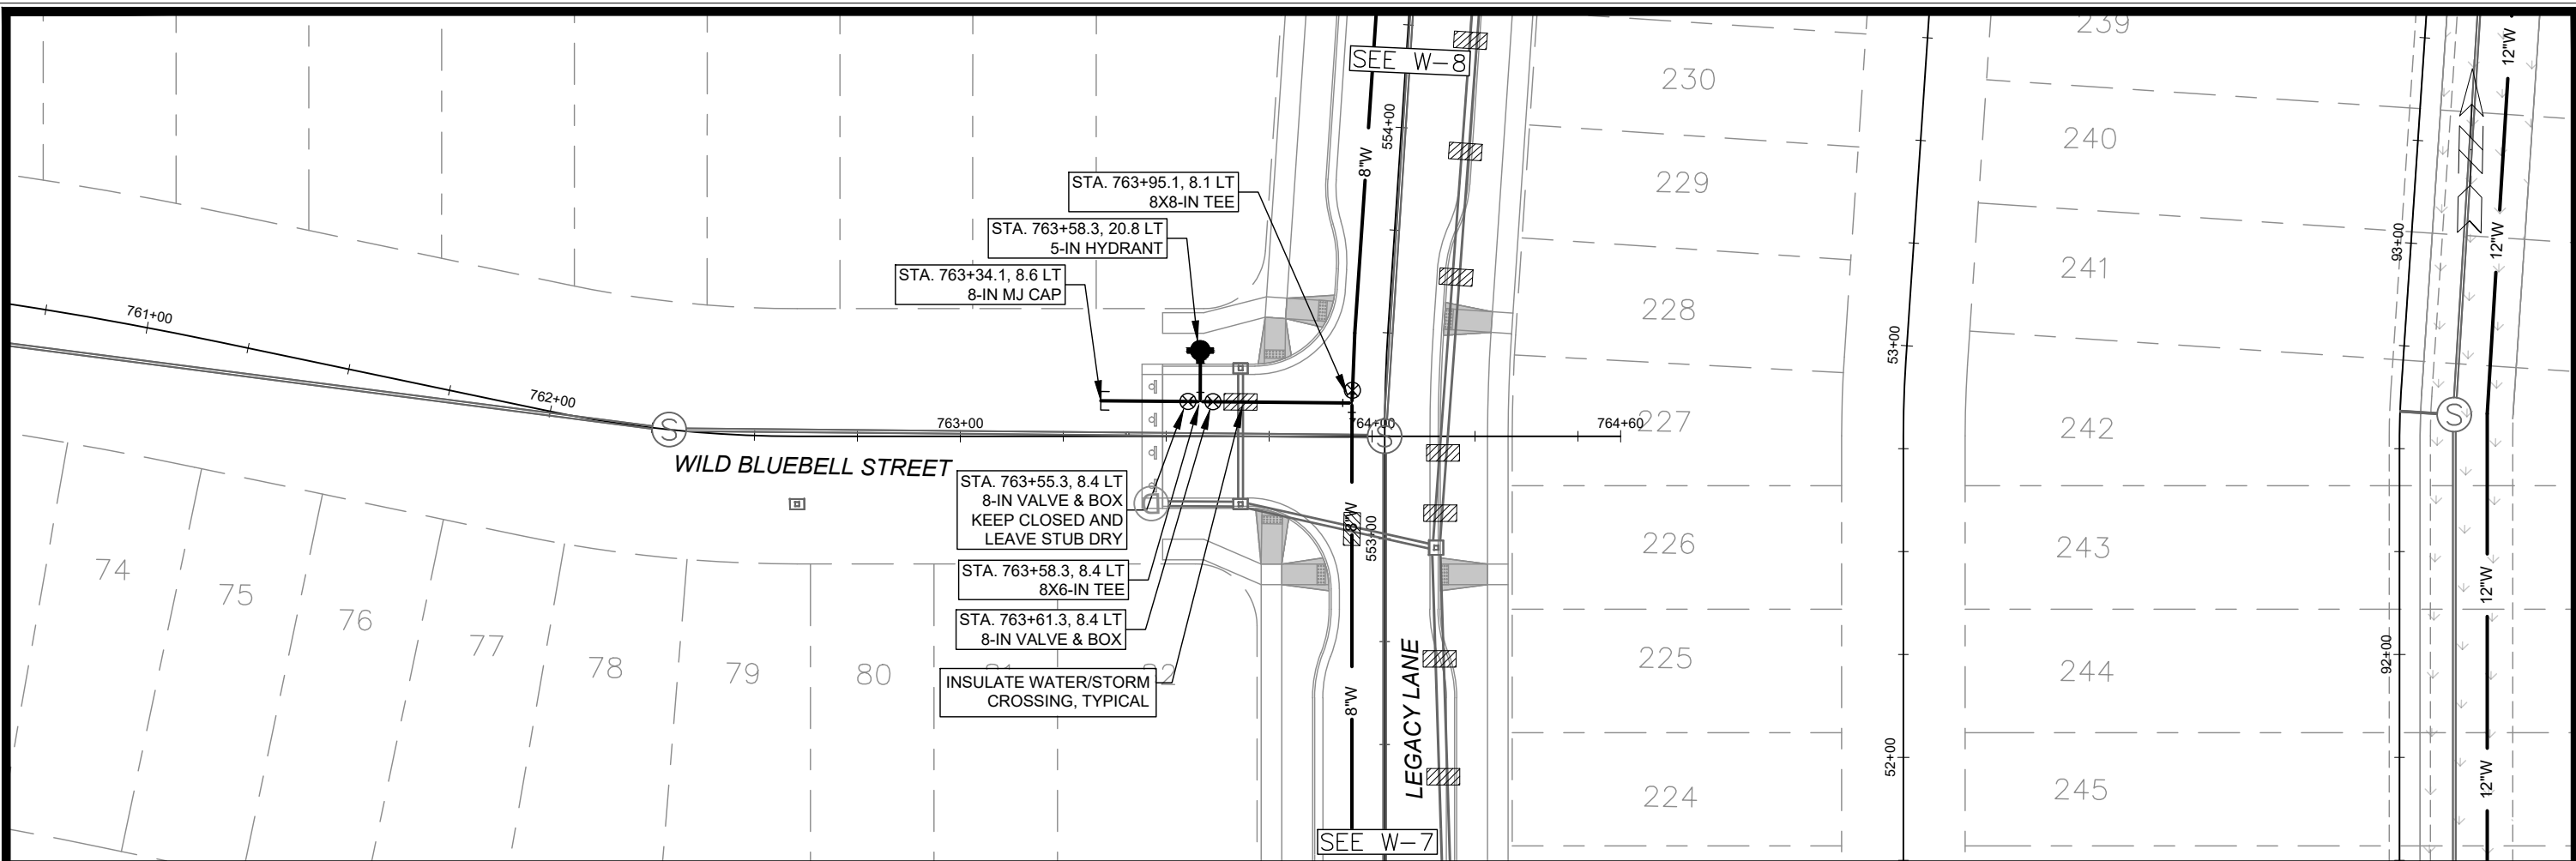 239
12"W
SEE W-8
230
240
554+00
8"W
229
STA. 763+95.1, 8.1 LT
8X8-IN TEE
STA. 763+58.3, 20.8 LT
5-IN HYDRANT
12"W
93+00
241
STA. 763+34.1, 8.6 LT
8-IN MJ CAP
228
761+00
53+00
762+00
S
763+00
764+00
S
764+60
227
242
S
WILD BLUEBELL STREET
STA. 763+55.3, 8.4 LT
8-IN VALVE & BOX
KEEP CLOSED AND
LEAVE STUB DRY
8"W
553+00
226
243
74
75
76
77
78
79
80
STA. 763+58.3, 8.4 LT
8X6-IN TEE
12"W
STA. 763+61.3, 8.4 LT
8-IN VALVE & BOX
225
244
92+00
INSULATE WATER/STORM
CROSSING, TYPICAL
8"W
LEGACY LANE
52+00
224
245
12"W
SEE W-7